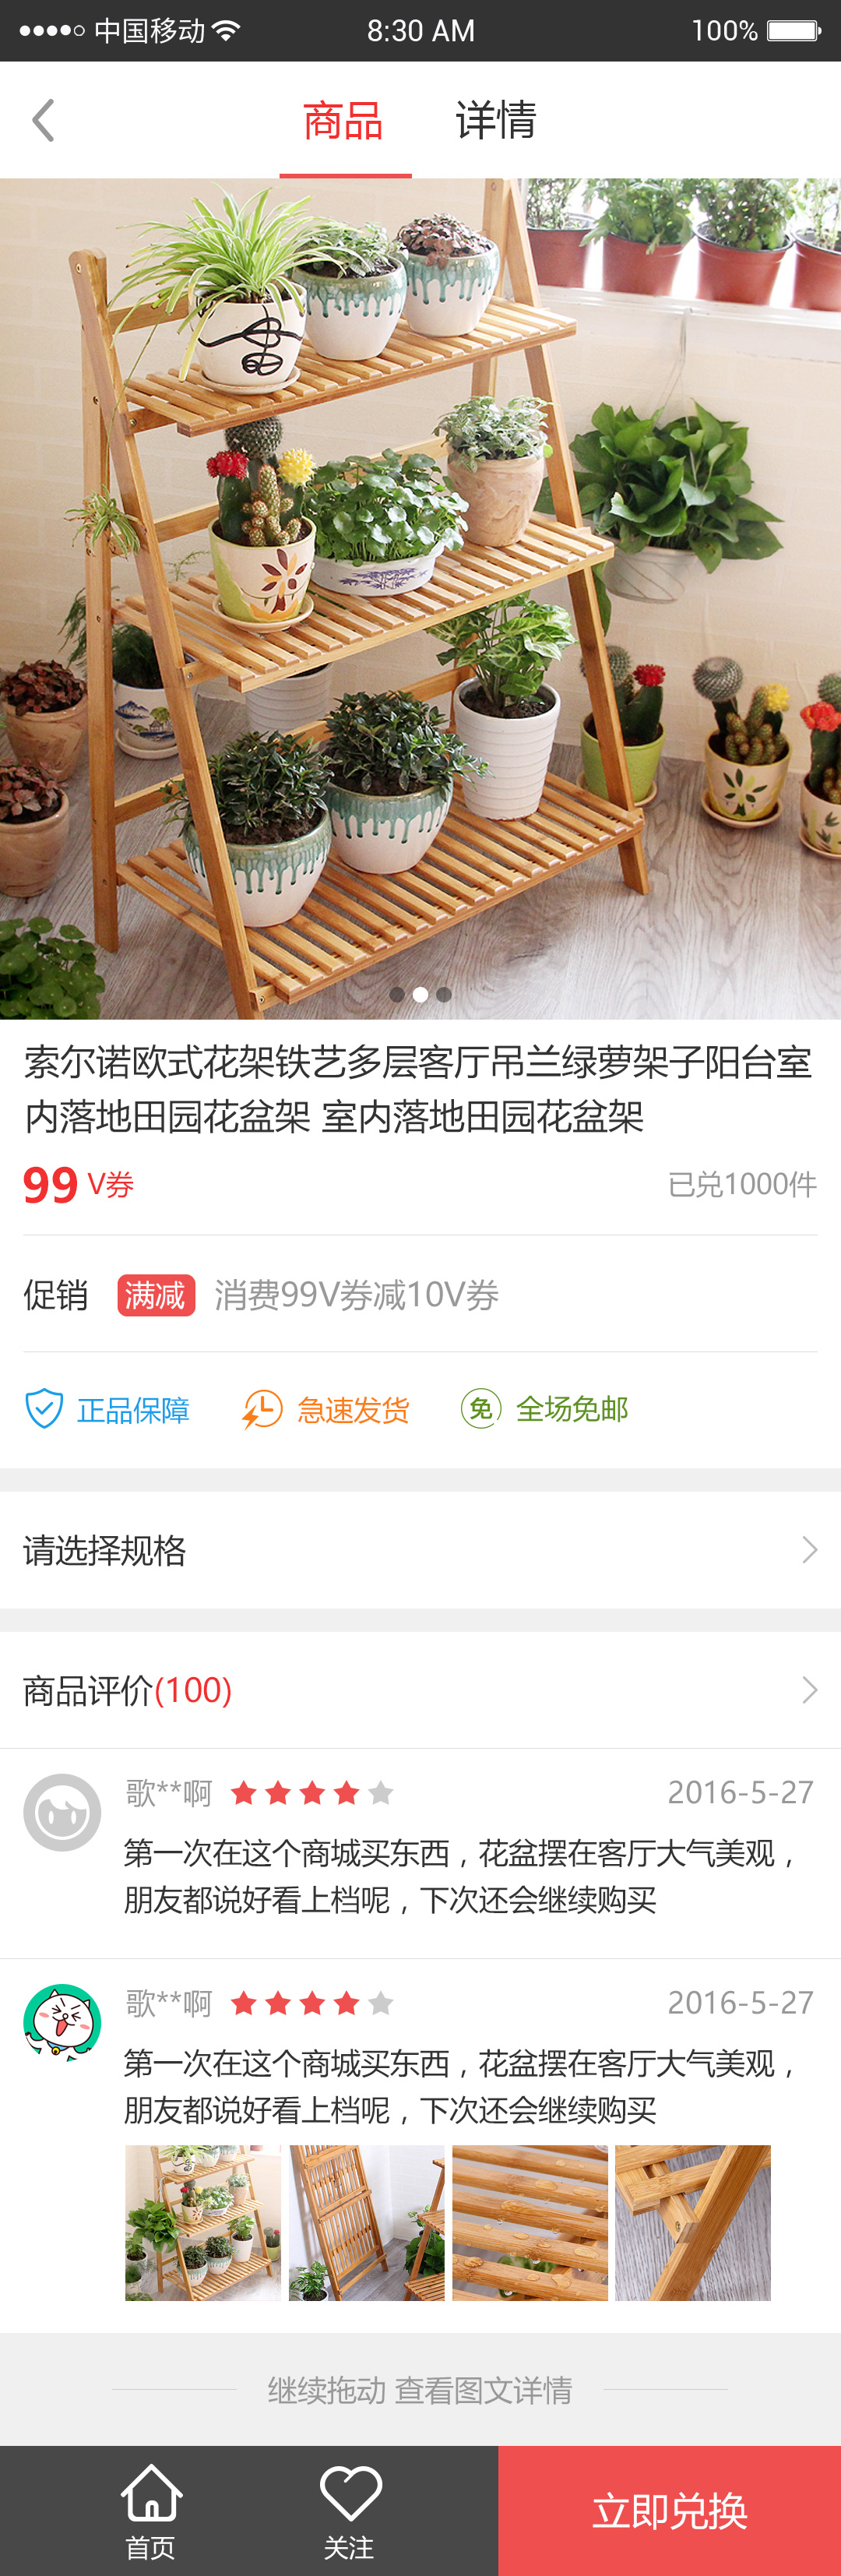 中国移动 8:30 AM 100%
商品 详情
索尔诺欧式花架铁艺多层客厅吊兰绿萝架子阳台室
内落地田园花盆架 室内落地田园花盆架
99 V券 已兑1000件
促销 满减 消费99V券减10V券
正品保障 急速发货 免 全场免邮
请选择规格
商品评价(100)
歌**啊 2016-5-27
第一次在这个商城买东西，花盆摆在客厅大气美观，
朋友都说好看上档呢，下次还会继续购买
歌**啊 2016-5-27
第一次在这个商城买东西，花盆摆在客厅大气美观，
朋友都说好看上档呢，下次还会继续购买
继续拖动 查看图文详情
首页 关注 立即兑换